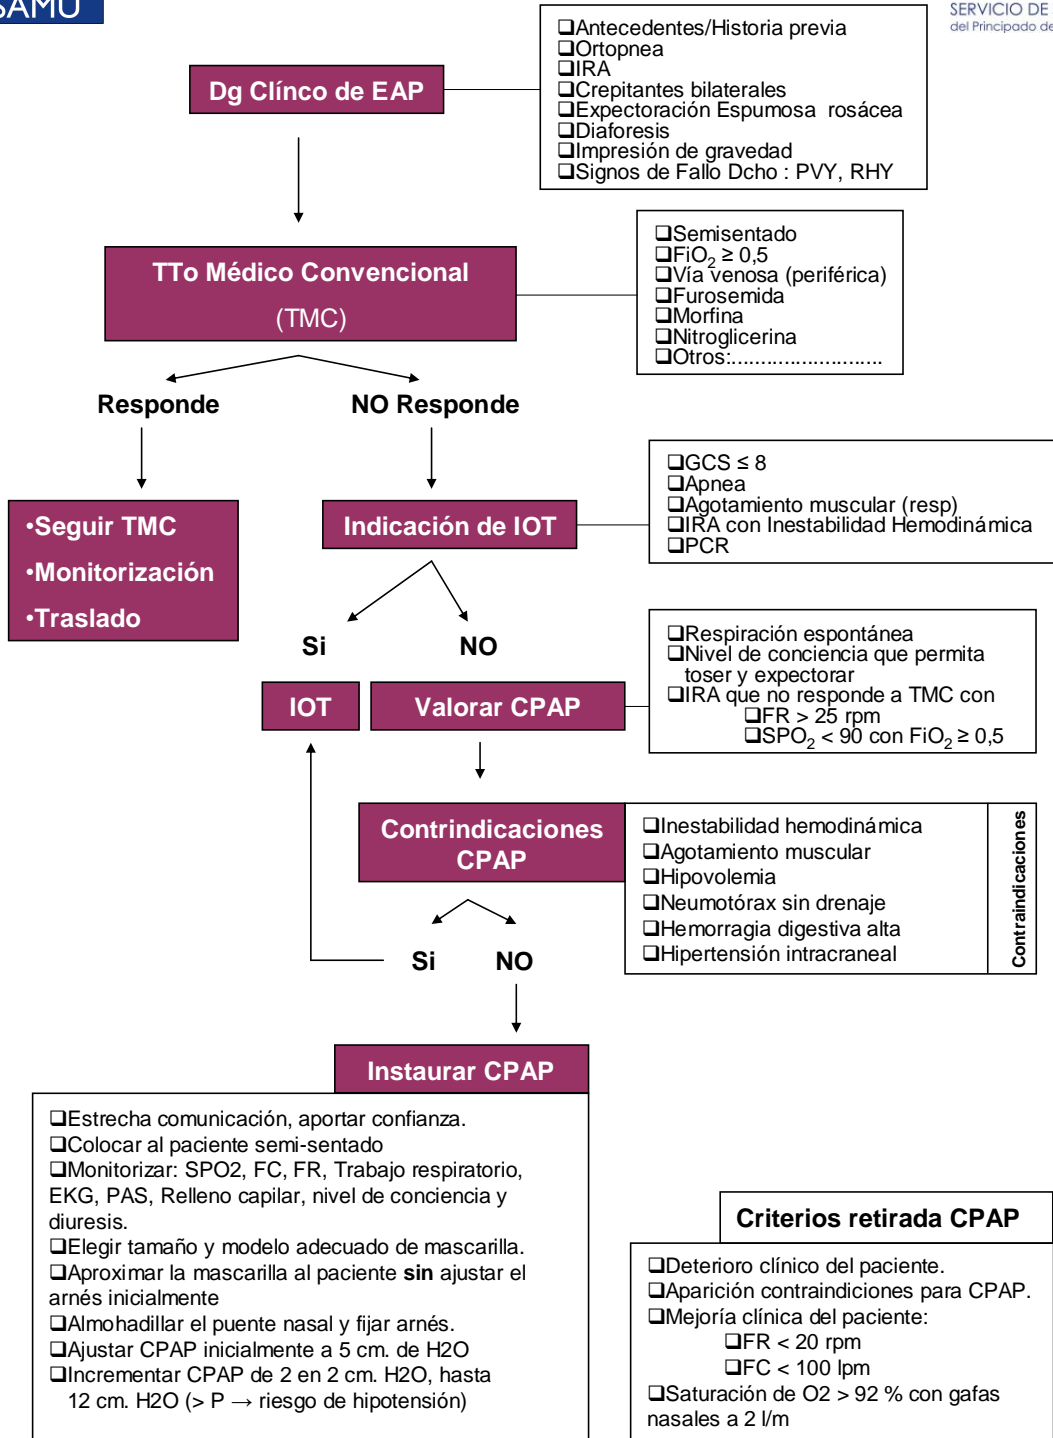 SAMU
SERVICIO DE
del Principado de
❑Antecedentes/Historia previa
❑Ortopnea
❑IRA
❑Crepitantes bilaterales
❑Expectoración Espumosa rosácea
❑Diaforesis
❑Impresión de gravedad
❑Signos de Fallo Dcho : PVY, RHY
Dg Clínco de EAP
TTo Médico Convencional
(TMC)
❑Semisentado
❑FiO2 ≥ 0,5
❑Vía venosa (periférica)
❑Furosemida
❑Morfina
❑Nitroglicerina
❑Otros:...........................
Responde
NO Responde
•Seguir TMC
•Monitorización
•Traslado
Indicación de IOT
❑GCS ≤ 8
❑Apnea
❑Agotamiento muscular (resp)
❑IRA con Inestabilidad Hemodinámica
❑PCR
Si
NO
IOT
Valorar CPAP
❑Respiración espontánea
❑Nivel de conciencia que permita
toser y expectorar
❑IRA que no responde a TMC con
❑FR > 25 rpm
❑SPO2 < 90 con FiO2 ≥ 0,5
Contrindicaciones
CPAP
❑Inestabilidad hemodinámica
❑Agotamiento muscular
❑Hipovolemia
❑Neumotórax sin drenaje
❑Hemorragia digestiva alta
❑Hipertensión intracraneal
Contraindicaciones
Si
NO
Instaurar CPAP
❑Estrecha comunicación, aportar confianza.
❑Colocar al paciente semi-sentado
❑Monitorizar: SPO2, FC, FR, Trabajo respiratorio,
EKG, PAS, Relleno capilar, nivel de conciencia y
diuresis.
❑Elegir tamaño y modelo adecuado de mascarilla.
❑Aproximar la mascarilla al paciente sin ajustar el
arnés inicialmente
❑Almohadillar el puente nasal y fijar arnés.
❑Ajustar CPAP inicialmente a 5 cm. de H2O
❑Incrementar CPAP de 2 en 2 cm. H2O, hasta
12 cm. H2O (> P → riesgo de hipotensión)
Criterios retirada CPAP
❑Deterioro clínico del paciente.
❑Aparición contraindiciones para CPAP.
❑Mejoría clínica del paciente:
❑FR < 20 rpm
❑FC < 100 lpm
❑Saturación de O2 > 92 % con gafas
nasales a 2 l/m